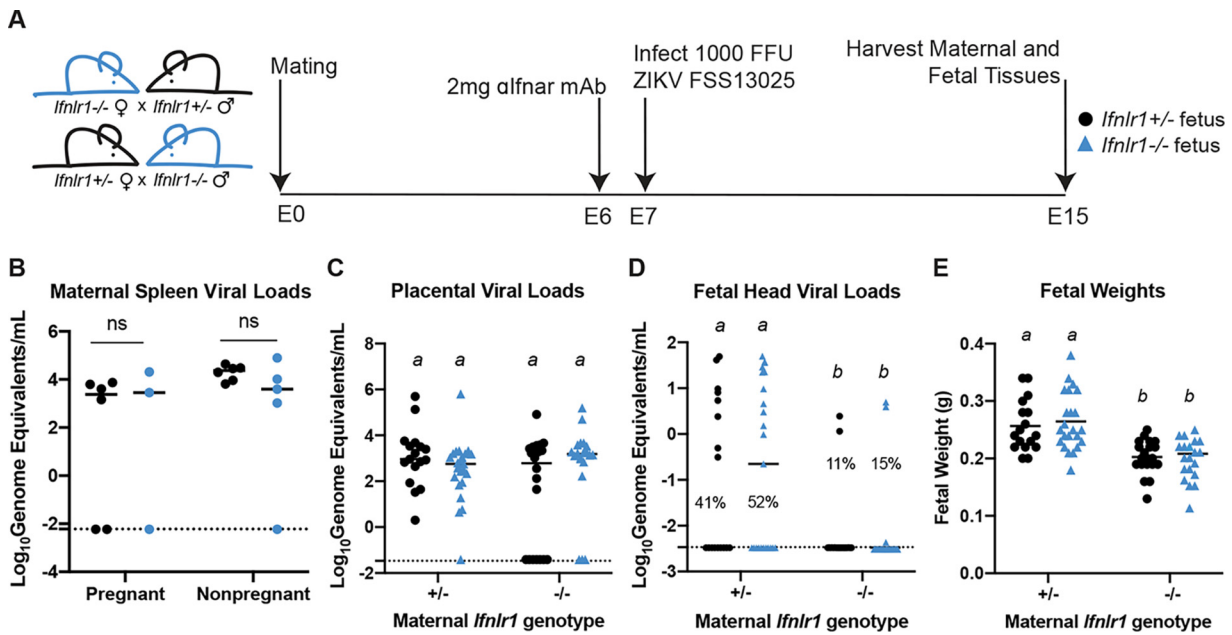 A
Ifnlr1-/- ♀ x Ifnlr1+/- ♂
Ifnlr1+/- ♀ x Ifnlr1-/- ♂
Mating
2mg αIfnar mAb
Infect 1000 FFU
ZIKV FSS13025
Harvest Maternal and
Fetal Tissues
Ifnlr1+/- fetus
Ifnlr1-/- fetus
E0
E6
E7
E15
B
Maternal Spleen Viral Loads
Log10Genome Equivalents/mL
6
4
2
0
-2
-4
ns
ns
Pregnant
Nonpregnant
C
Placental Viral Loads
Log10Genome Equivalents/mL
8
6
4
2
0
-2
a
a
a
a
+/-
-/-
Maternal Ifnlr1 genotype
D
Fetal Head Viral Loads
Log10Genome Equivalents/mL
2
1
0
-1
-2
-3
a
a
b
b
41%
52%
11%
15%
+/-
-/-
Maternal Ifnlr1 genotype
E
Fetal Weights
Fetal Weight (g)
0.4
0.3
0.2
0.1
0.0
a
a
b
b
+/-
-/-
Maternal Ifnlr1 genotype